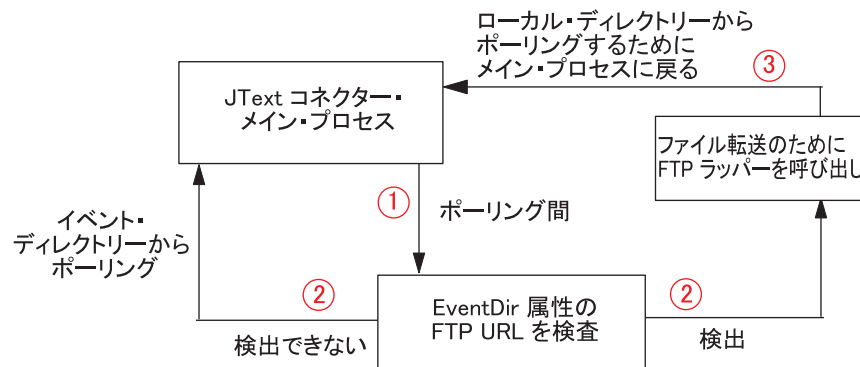 ローカル・ディレクトリーから
ポーリングするために
メイン・プロセスに戻る
③
JText コネクター・
メイン・プロセス
ファイル転送のために
FTP ラッパーを呼び出し
①
ポーリング間
イベント・
ディレクトリーから
ポーリング
②
②
EventDir 属性の
FTP URL を検査
検出できない
検出